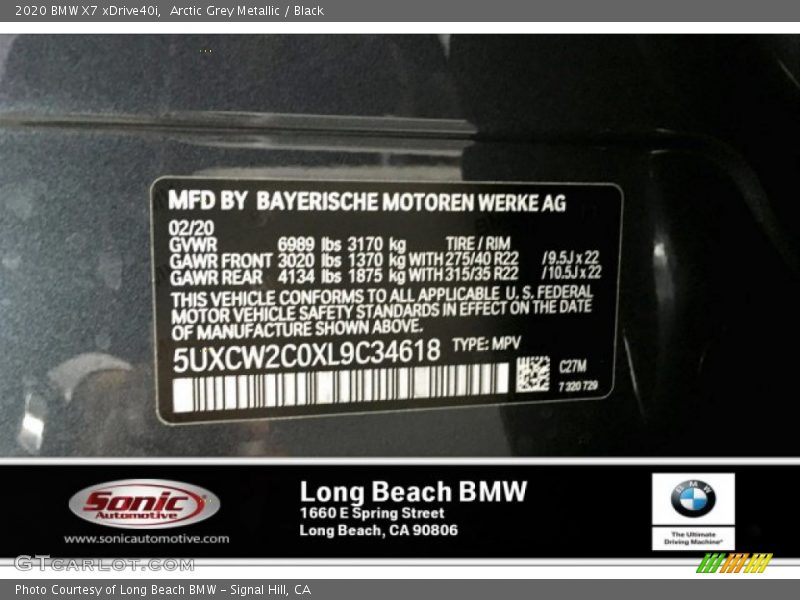 2020 BMW X7 xDrive40i,  Arctic Grey Metallic / Black
MFD BY BAYERISCHE MOTOREN WERKE AG
02/20
GVWR 6989 lbs 3170 kg TIRE / RIM
GAWR FRONT 3020 lbs 1370 kg WITH 275/40 R22 /9.5J x 22
GAWR REAR 4134 lbs 1875 kg WITH 315/35 R22 /10.5J x 22
THIS VEHICLE CONFORMS TO ALL APPLICABLE U. S. FEDERAL
MOTOR VEHICLE SAFETY STANDARDS IN EFFECT ON THE DATE
OF MANUFACTURE SHOWN ABOVE.
5UXCW2C0XL9C34618 TYPE: MPV
C27M
7 320 729
Sonic
Automotive
www.sonicautomotive.com
Long Beach BMW
1660 E Spring Street
Long Beach, CA 90806
BMW
The Ultimate
Driving Machine®
GTcarlot.com
Photo Courtesy of Long Beach BMW - Signal Hill, CA